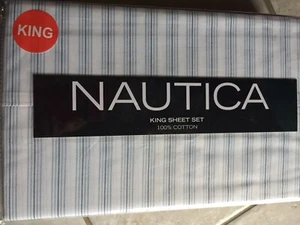 KING
NAUTICA
KING SHEET SET
100% COTTON